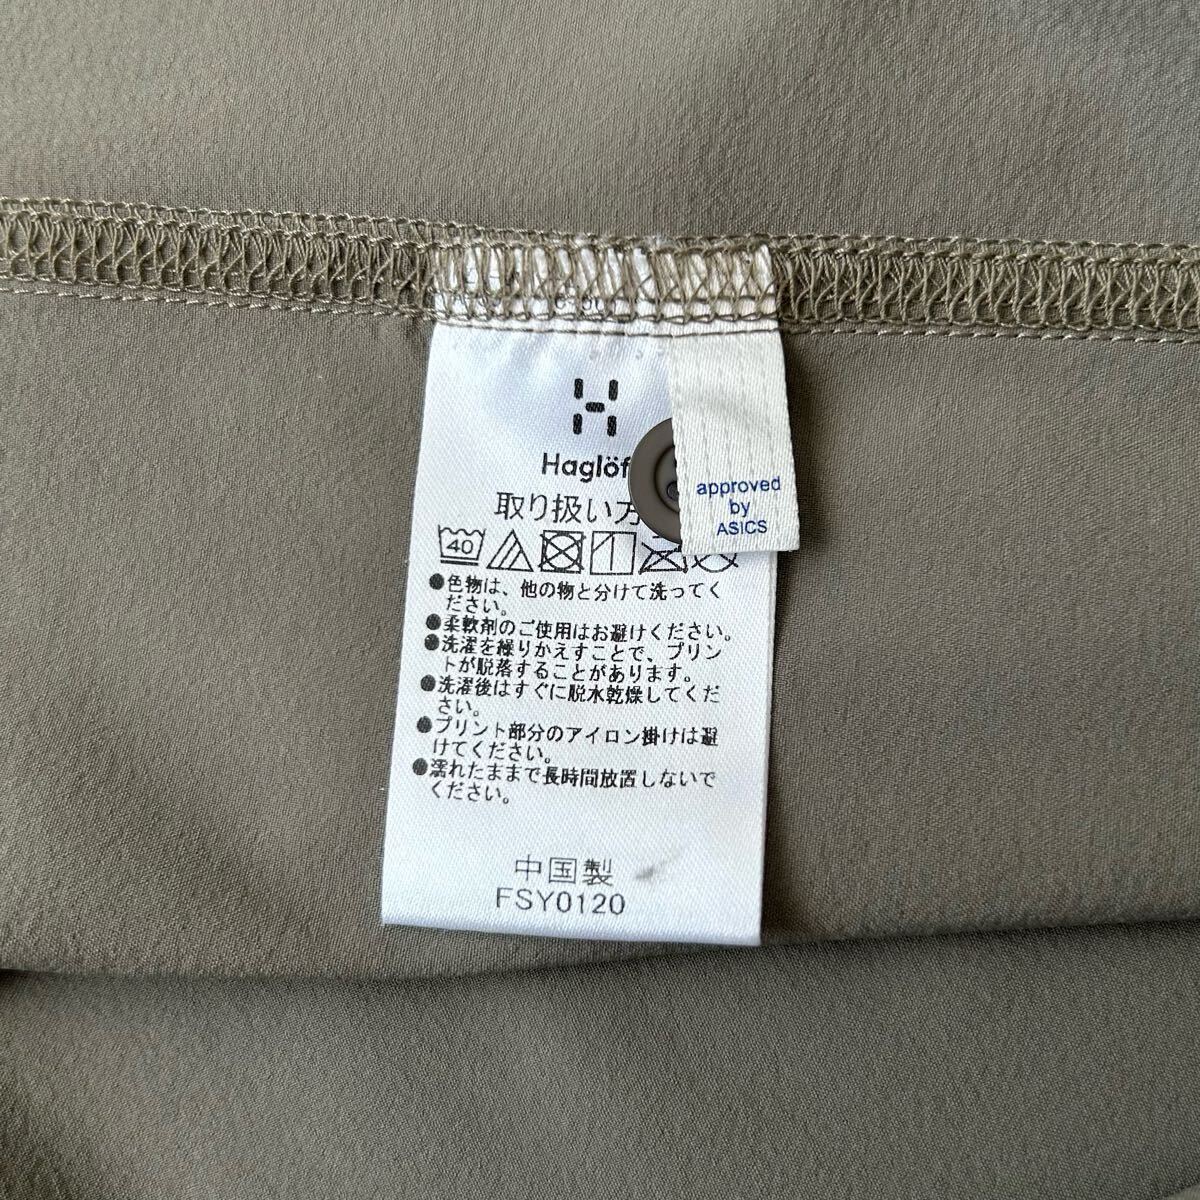 Haglöf
取り扱い方
approved
by
ASICS
40
●色物は、他の物と分けて洗ってく
ださい。
●柔軟剤のご使用はお避けください。
●洗濯を繰りかえすことで、プリン
トが脱落することがあります。
●洗濯後はすぐに脱水乾燥してくだ
さい。
●プリント部分のアイロン掛けは避
けてください。
●濡れたままで長時間放置しないで
ください。
中国製
FSY0120